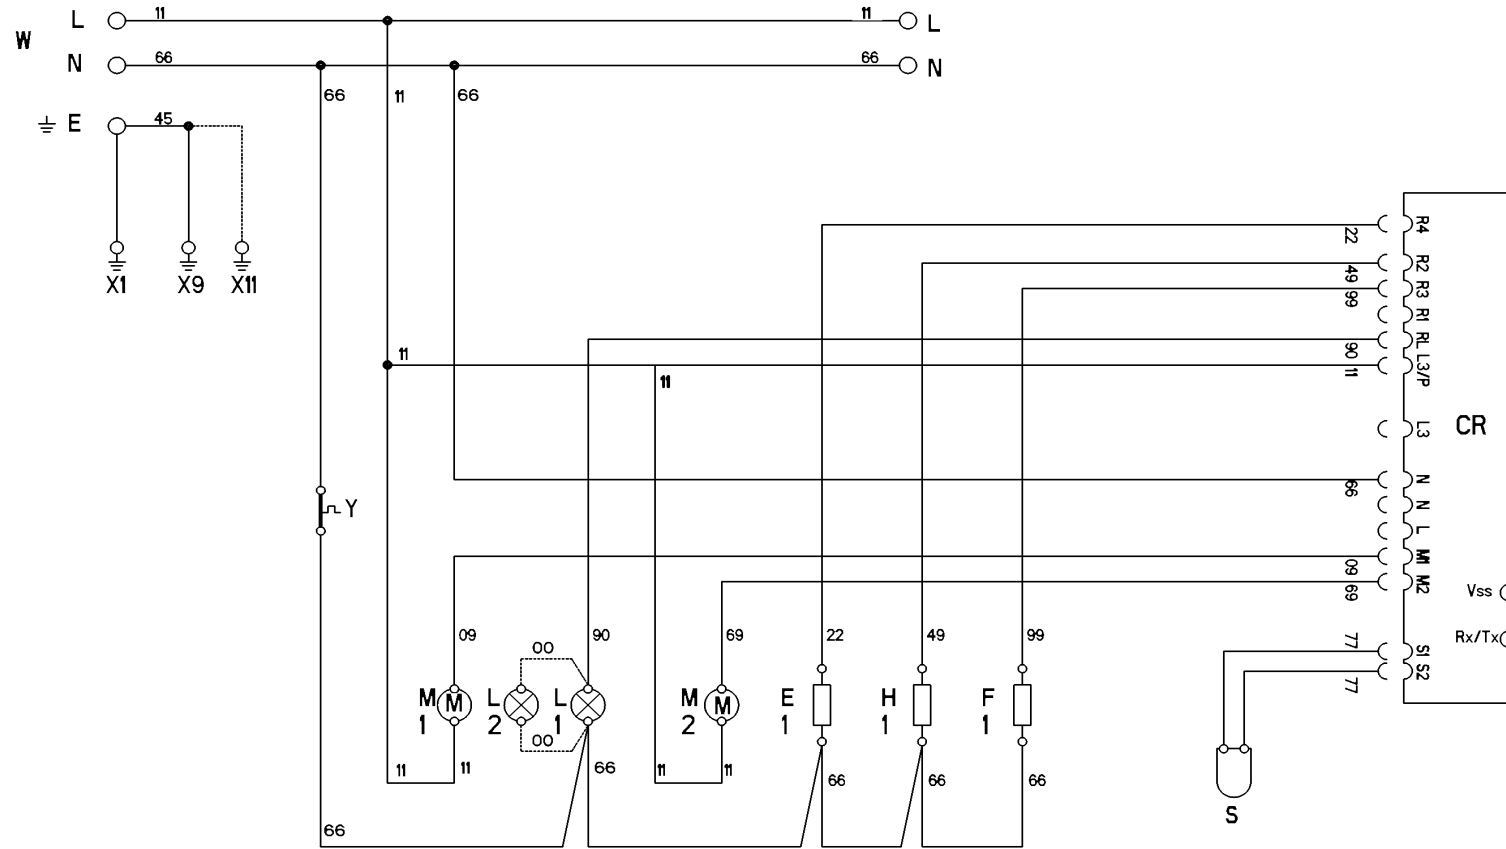 L 11 11 L
W
N 66 66 N
66 11 66
E 45
X1 X9 X11
22 R4
49 R2
99 R3
R1
90 RL
11 11 11 L3/P
L3
CR
66 N
Y
N
L
09 M1
69 M2
Vss
Rx/Tx
77 S1
77 S2
09 00 90 69 22 49 99
M M L L M M E H F
1 2 1 2 1 1 1
00
11 11 66 11 11 66 66 66
66
S